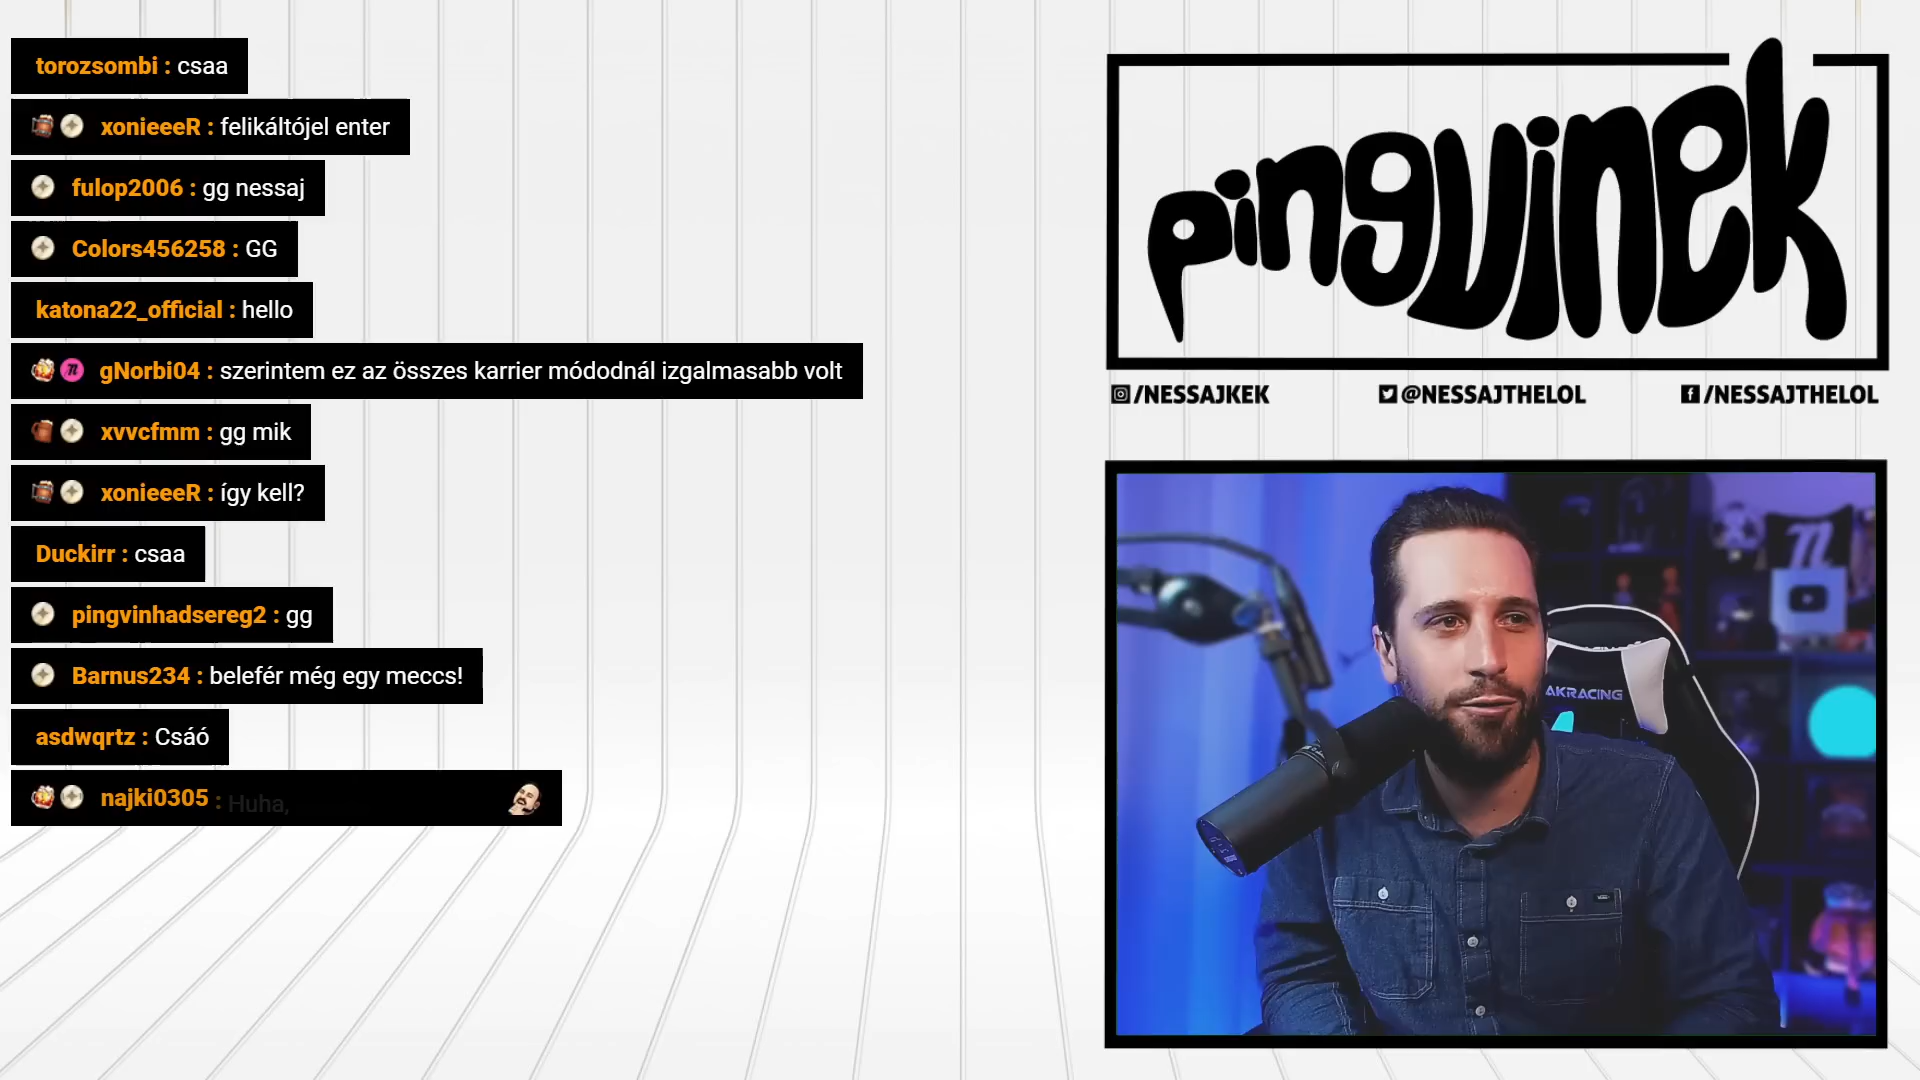 torozsombi : csaa
xonieeeR : felikáltójel enter
fulop2006 : gg nessaj
Colors456258 : GG
katona22_official : hello
gNorbi04 : szerintem ez az összes karrier módodnál izgalmasabb volt
xvvcfmm : gg mik
xonieeeR : így kell?
Duckirr : csaa
pingvinhadsereg2 : gg
Barnus234 : belefér még egy meccs!
asdwqrtz : Csáó
najki0305 : Huha,
pingvinek
/NESSAJKEK
@NESSAJTHELOL
/NESSAJTHELOL
AKRACING